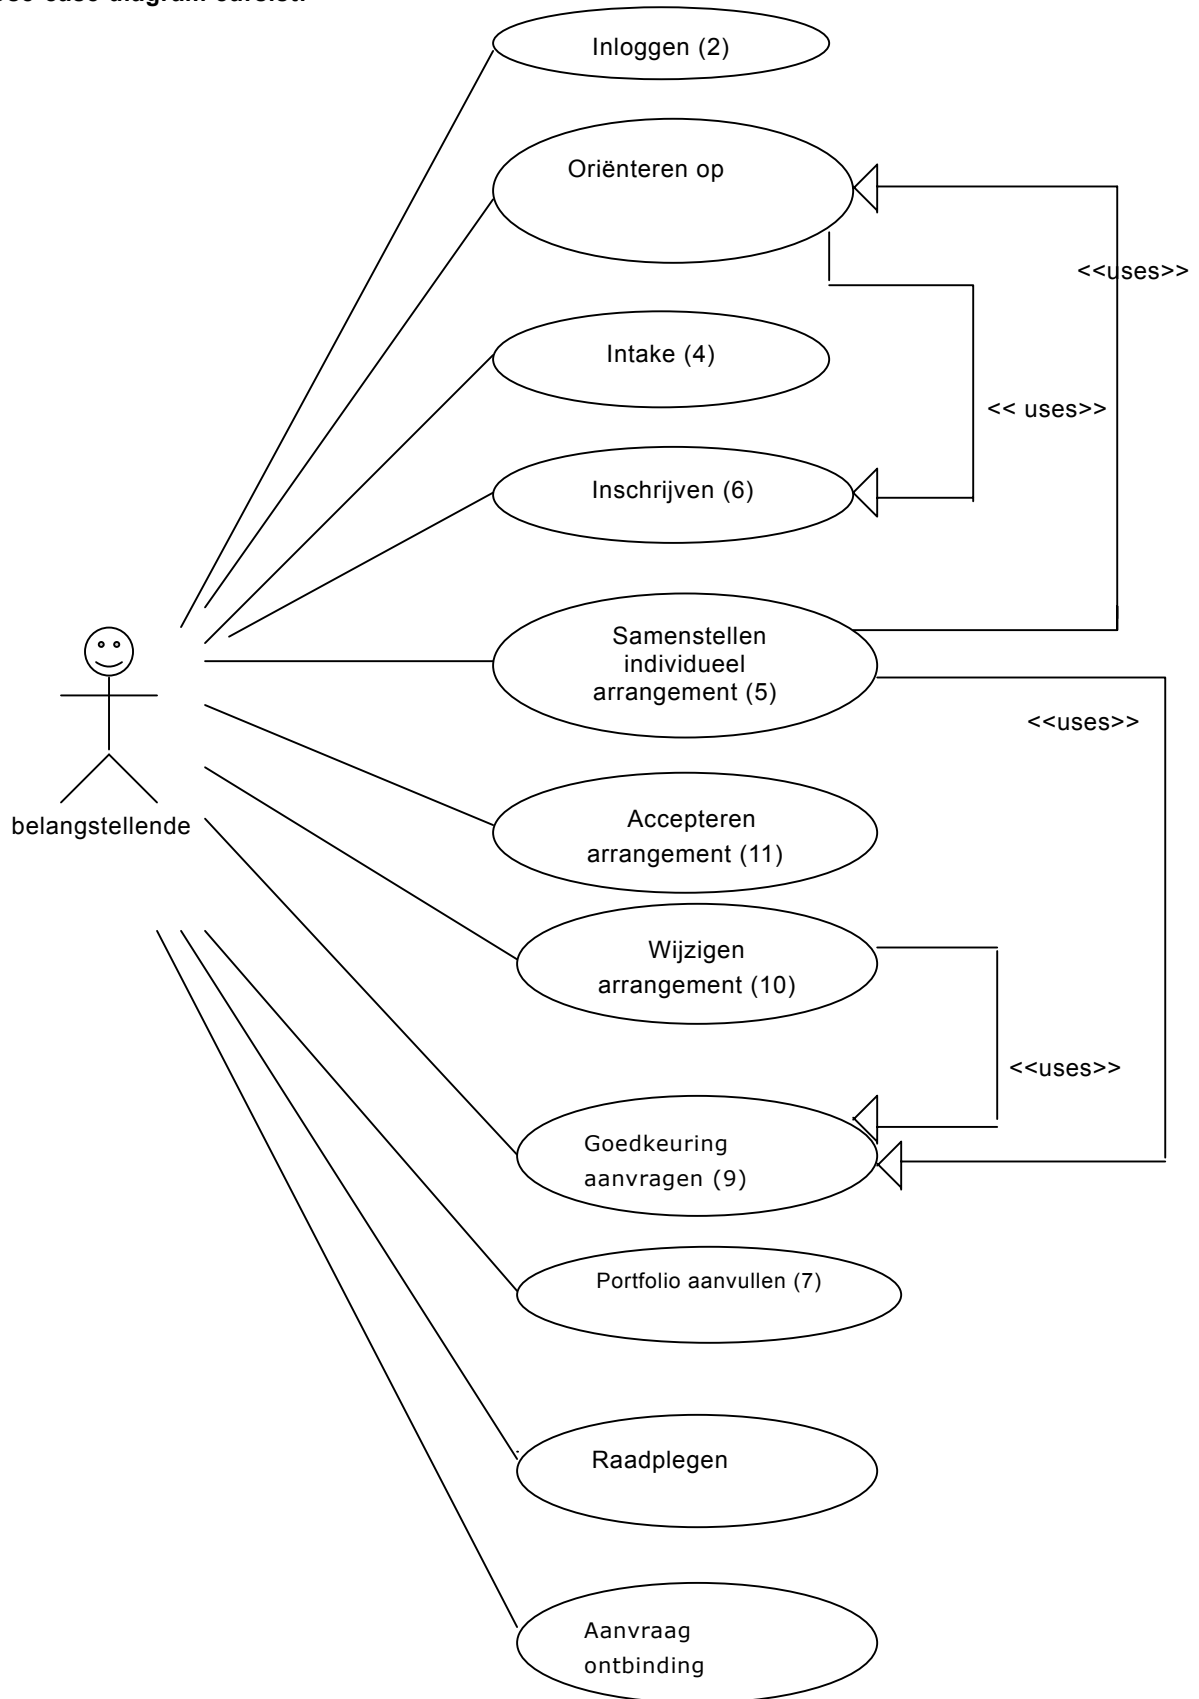 Inloggen (2)
Oriënteren op
<<uses>>
Intake (4)
<< uses>>
Inschrijven (6)
Samenstellen
individueel
arrangement (5)
<<uses>>
belangstellende
Accepteren
arrangement (11)
Wijzigen
arrangement (10)
<<uses>>
Goedkeuring
aanvragen (9)
Portfolio aanvullen (7)
Raadplegen
Aanvraag
ontbinding